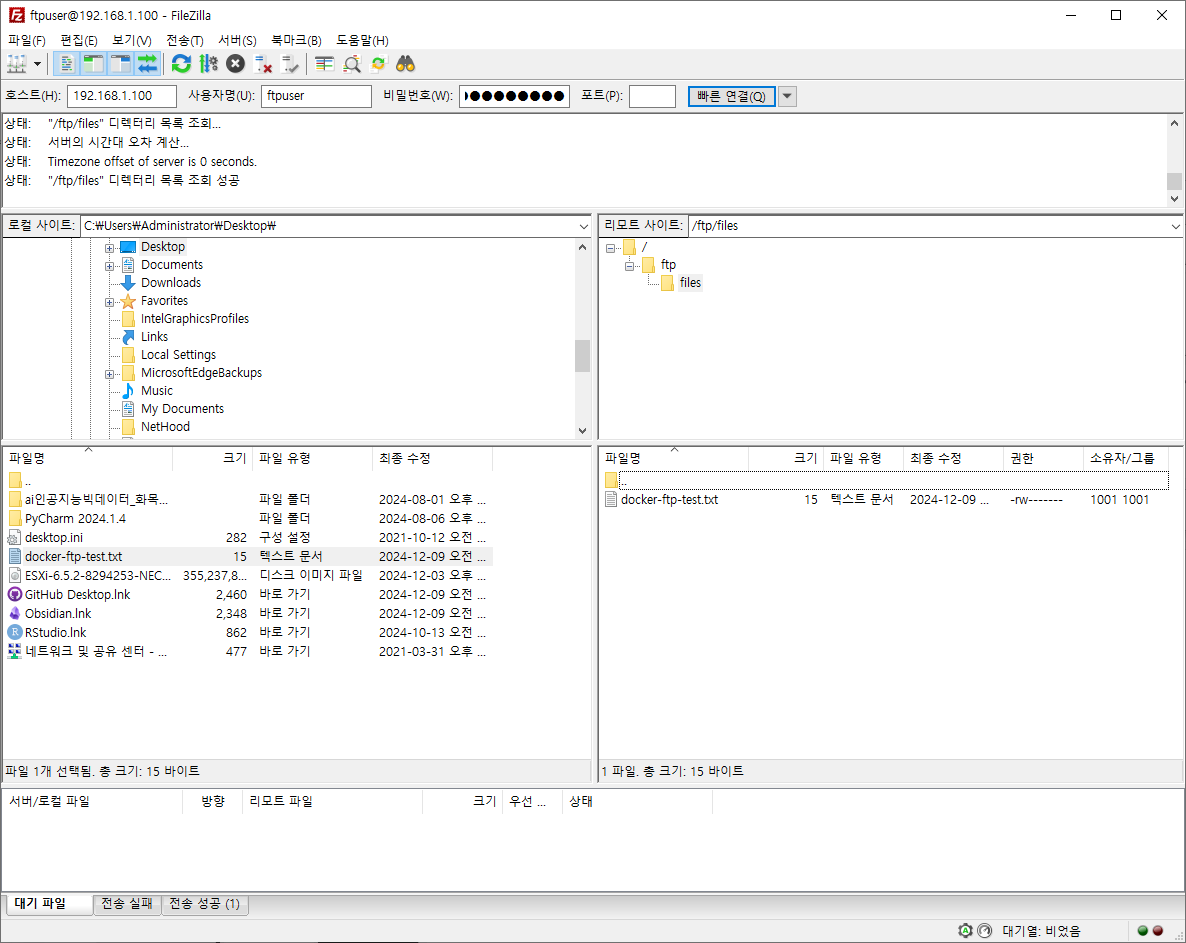 ftpuser@192.168.1.100 - FileZilla
파일(F) 편집(E) 보기(V) 전송(T) 서버(S) 북마크(B) 도움말(H)
호스트(H): 192.168.1.100 사용자명(U): ftpuser 비밀번호(W): ●●●●●●●●● 포트(P): 빠른 연결(Q)
상태: "/ftp/files" 디렉터리 목록 조회...
상태: 서버의 시간대 오차 계산...
상태: Timezone offset of server is 0 seconds.
상태: "/ftp/files" 디렉터리 목록 조회 성공
로컬 사이트: C:₩Users₩Administrator₩Desktop₩
Desktop
Documents
Downloads
Favorites
IntelGraphicsProfiles
Links
Local Settings
MicrosoftEdgeBackups
Music
My Documents
NetHood
리모트 사이트: /ftp/files
/
ftp
files
파일명 크기 파일 유형 최종 수정
..
ai인공지능빅데이터_화목... 파일 폴더 2024-08-01 오후 ...
PyCharm 2024.1.4 파일 폴더 2024-08-06 오후 ...
desktop.ini 282 구성 설정 2021-10-12 오전 ...
docker-ftp-test.txt 15 텍스트 문서 2024-12-09 오전 ...
ESXi-6.5.2-8294253-NEC... 355,237,8... 디스크 이미지 파일 2024-12-03 오후 ...
GitHub Desktop.lnk 2,460 바로 가기 2024-12-09 오전 ...
Obsidian.lnk 2,348 바로 가기 2024-12-09 오전 ...
RStudio.lnk 862 바로 가기 2024-10-13 오전 ...
네트워크 및 공유 센터 - ... 477 바로 가기 2021-03-31 오후 ...
파일 1개 선택됨. 총 크기: 15 바이트
파일명 크기 파일 유형 최종 수정 권한 소유자/그룹
..
docker-ftp-test.txt 15 텍스트 문서 2024-12-09 ... -rw------- 1001 1001
1 파일. 총 크기: 15 바이트
서버/로컬 파일 방향 리모트 파일 크기 우선 ... 상태
대기 파일 전송 실패 전송 성공 (1)
대기열: 비었음